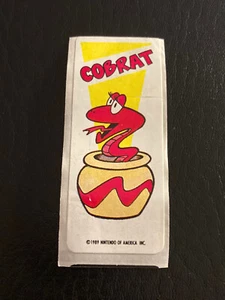 COBRAT
©1989 NINTENDO OF AMERICA INC.